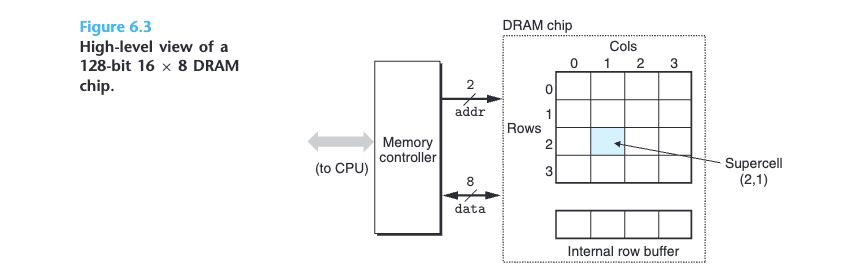 Figure 6.3
High-level view of a
128-bit 16 × 8 DRAM
chip.
DRAM chip
Cols
0 1 2 3
0
1
Rows
2
3
2
addr
Memory
controller
(to CPU)
8
data
Supercell
(2,1)
Internal row buffer